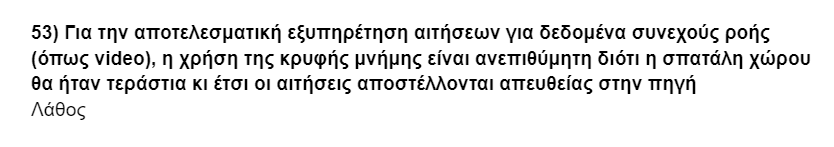 53) Για την αποτελεσματική εξυπηρέτηση αιτήσεων για δεδομένα συνεχούς ροής
(όπως video), η χρήση της κρυφής μνήμης είναι ανεπιθύμητη διότι η σπατάλη χώρου
θα ήταν τεράστια κι έτσι οι αιτήσεις αποστέλλονται απευθείας στην πηγή
Λάθος